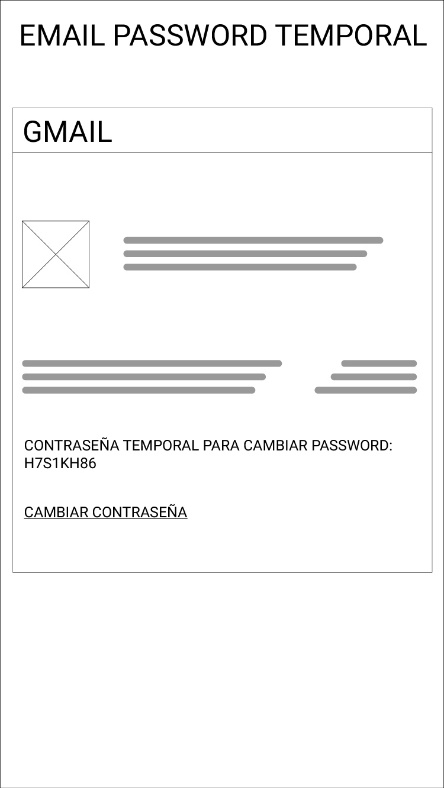 EMAIL PASSWORD TEMPORAL
GMAIL
CONTRASEÑA TEMPORAL PARA CAMBIAR PASSWORD:
H7S1KH86
CAMBIAR CONTRASEÑA